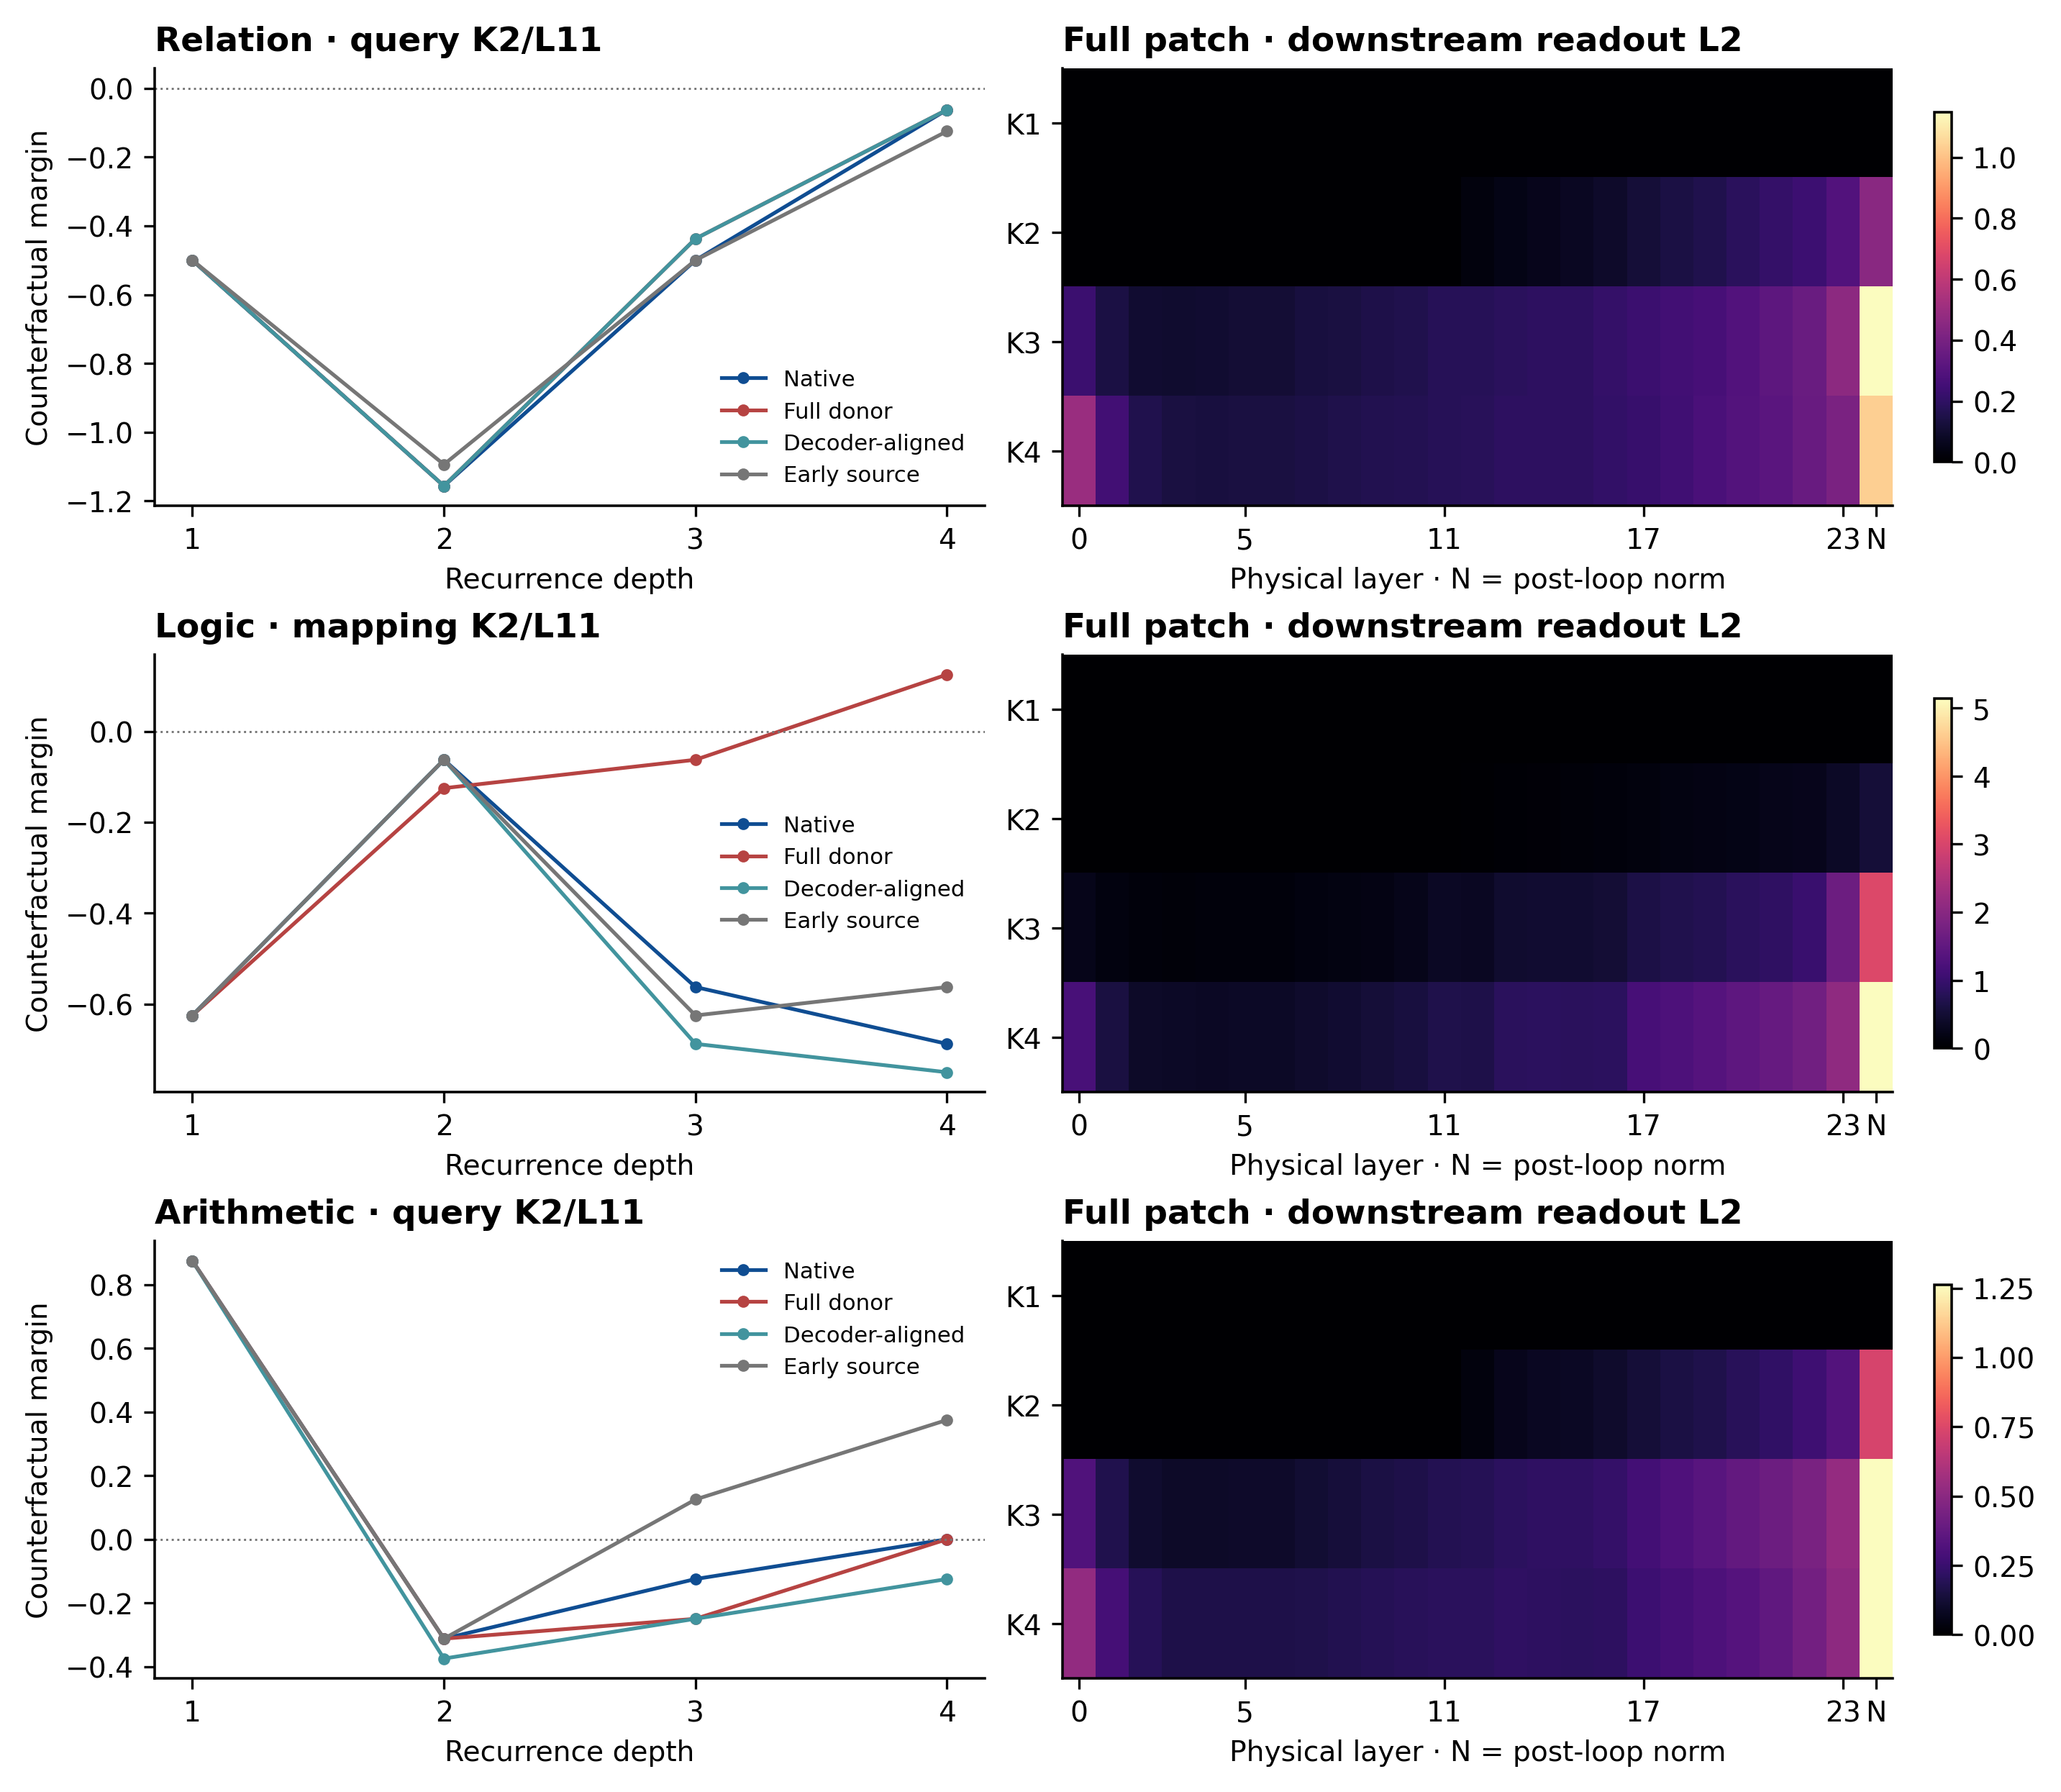 Relation · query K2/L11
Counterfactual margin
0.0
−0.2
−0.4
−0.6
−0.8
−1.0
−1.2
1 2 3 4
Recurrence depth
Native
Full donor
Decoder-aligned
Early source
Full patch · downstream readout L2
K1
K2
K3
K4
0 5 11 17 23 N
Physical layer · N = post-loop norm
1.0
0.8
0.6
0.4
0.2
0.0
Logic · mapping K2/L11
Counterfactual margin
0.0
−0.2
−0.4
−0.6
1 2 3 4
Recurrence depth
Native
Full donor
Decoder-aligned
Early source
Full patch · downstream readout L2
K1
K2
K3
K4
0 5 11 17 23 N
Physical layer · N = post-loop norm
5
4
3
2
1
0
Arithmetic · query K2/L11
Counterfactual margin
0.8
0.6
0.4
0.2
0.0
−0.2
−0.4
1 2 3 4
Recurrence depth
Native
Full donor
Decoder-aligned
Early source
Full patch · downstream readout L2
K1
K2
K3
K4
0 5 11 17 23 N
Physical layer · N = post-loop norm
1.25
1.00
0.75
0.50
0.25
0.00